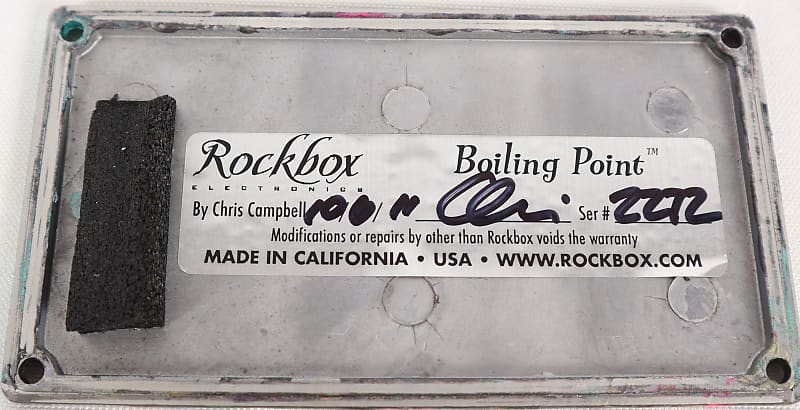 Rockbox Boiling Point™
ELECTRONICS
By Chris Campbell Ser # 2272
Modifications or repairs by other than Rockbox voids the warranty
MADE IN CALIFORNIA • USA • WWW.ROCKBOX.COM